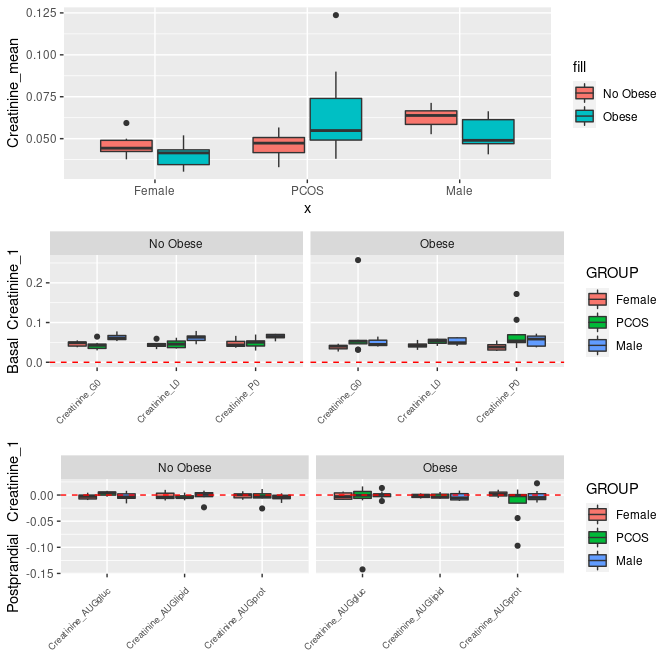 Creatinine_mean
0.125
0.100
0.075
0.050
Female
PCOS
Male
x
fill
No Obese
Obese
Basal Creatinine_1
No Obese
Obese
0.2
0.1
0.0
Creatinine_G0
Creatinine_L0
Creatinine_P0
Creatinine_G0
Creatinine_L0
Creatinine_P0
GROUP
Female
PCOS
Male
Postprandial Creatinine_1
No Obese
Obese
0.00
-0.05
-0.10
-0.15
Creatinine_AUGgluc
Creatinine_AUGlipid
Creatinine_AUGprot
Creatinine_AUGgluc
Creatinine_AUGlipid
Creatinine_AUGprot
GROUP
Female
PCOS
Male